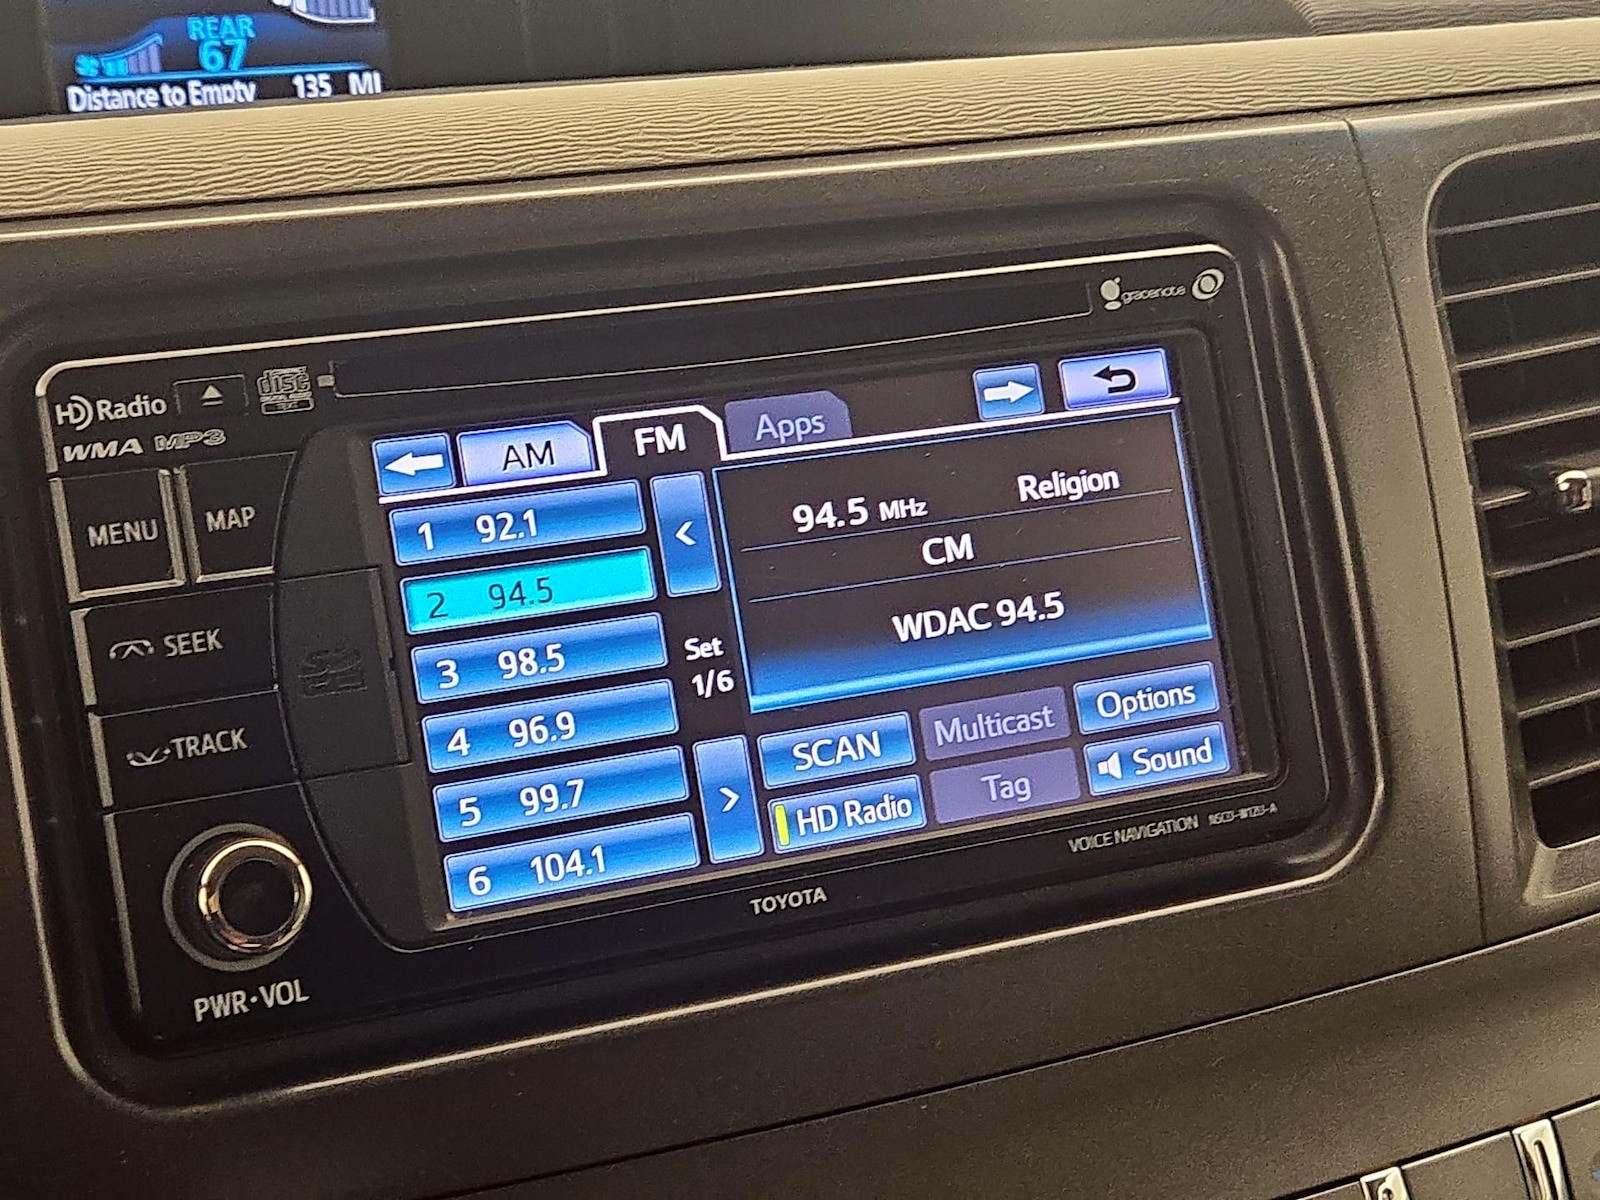 REAR
67
Distance to Empty 135 MI
gracenote
HD Radio
disc
WMA MP3
AM FM Apps
MENU MAP
1 92.1
2 94.5
3 98.5
4 96.9
5 99.7
6 104.1
<
Set
1/6
>
94.5 MHz Religion
CM
WDAC 94.5
SCAN Multicast Options
HD Radio Tag Sound
SEEK
TRACK
PWR·VOL
TOYOTA
VOICE NAVIGATION